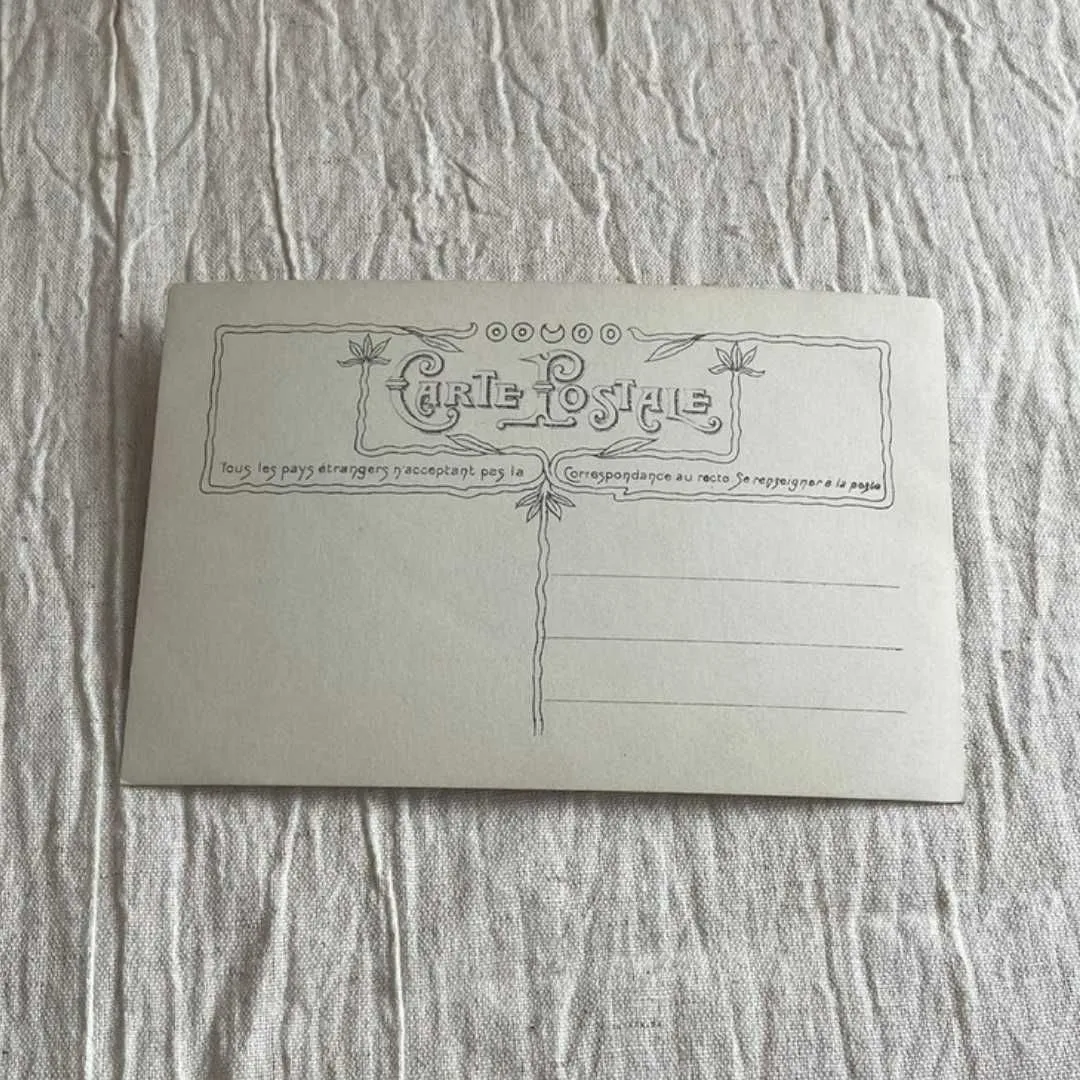 CARTE POSTALE
Tous les pays étrangers n'acceptant pas la Correspondance au recto Se renseigner à la poste